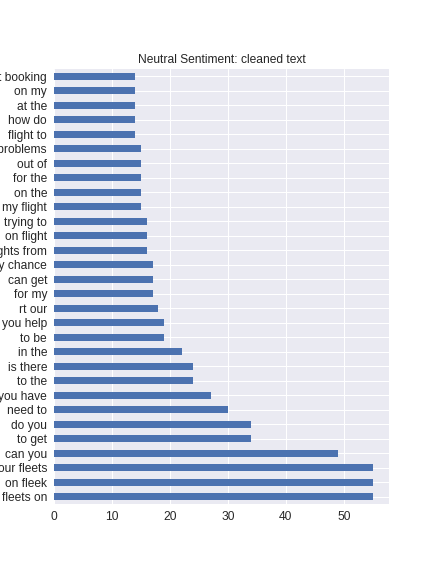 Neutral Sentiment: cleaned text
t booking
on my
at the
how do
flight to
problems
out of
for the
on the
my flight
trying to
on flight
ghts from
y chance
can get
for my
rt our
you help
to be
in the
is there
to the
you have
need to
do you
to get
can you
our fleets
on fleek
fleets on
0 10 20 30 40 50